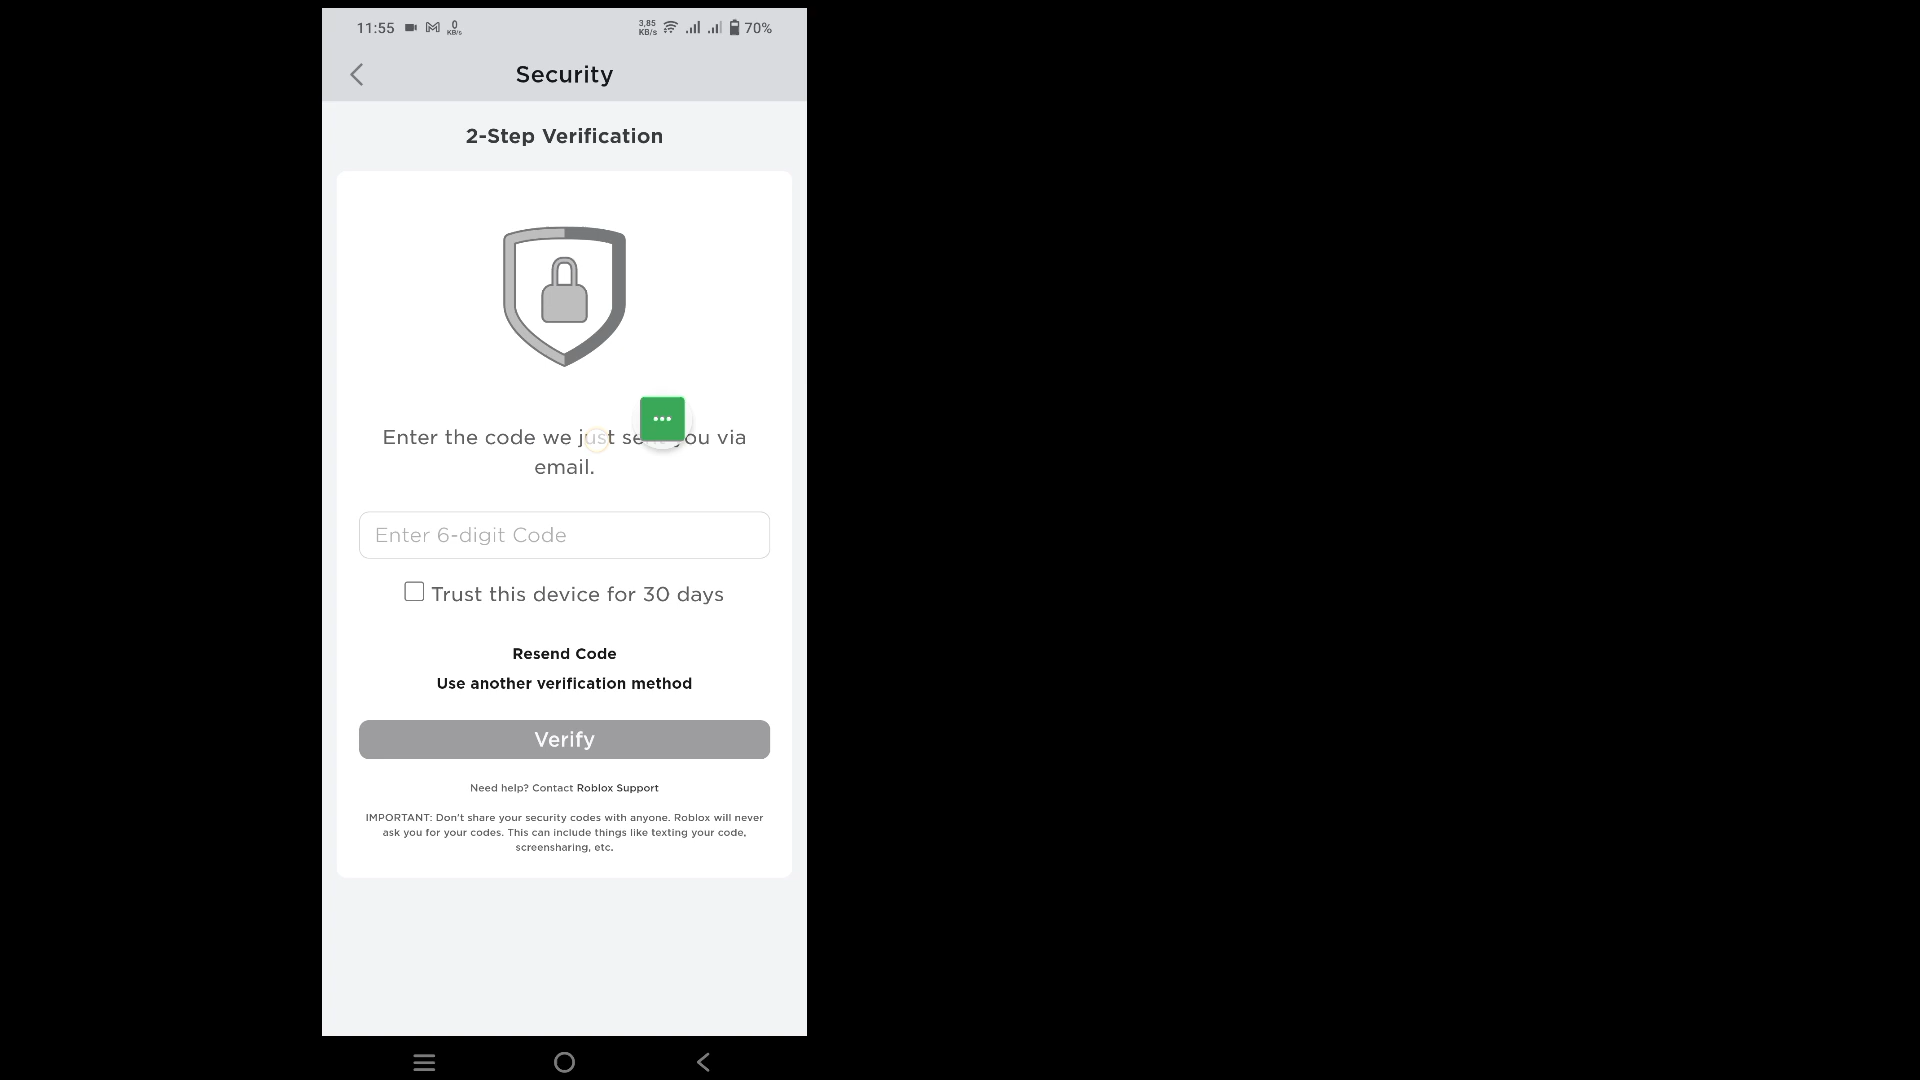 11:55 0 KB/s 3,85 KB/s 70%
Security
2-Step Verification
Enter the code we just sent you via
email.
Enter 6-digit Code
Trust this device for 30 days
Resend Code
Use another verification method
Verify
Need help? Contact Roblox Support
IMPORTANT: Don't share your security codes with anyone. Roblox will never
ask you for your codes. This can include things like texting your code,
screensharing, etc.